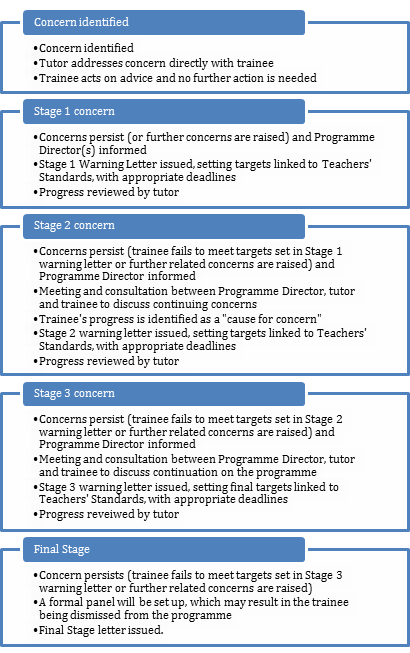 Concern identified
•Concern identified
•Tutor addresses concern directly with trainee
•Trainee acts on advice and no further action is needed
Stage 1 concern
•Concerns persist (or further concerns are raised) and Programme
Director(s) informed
•Stage 1 Warning Letter issued, setting targets linked to Teachers'
Standards, with appropriate deadlines
•Progress reviewed by tutor
Stage 2 concern
•Concerns persist (trainee fails to meet targets set in Stage 1
warning letter or further related concerns are raised) and
Programme Director informed
•Meeting and consultation between Programme Director, tutor
and trainee to discuss continuing concerns
•Trainee's progress is identified as a "cause for concern"
•Stage 2 warning letter issued, setting targets linked to Teachers'
Standards, with appropriate deadlines
•Progress reviewed by tutor
Stage 3 concern
•Concerns persist (trainee fails to meet targets set in Stage 2
warning letter or further related concerns are raised) and
Programme Director informed
•Meeting and consultation between Programme Director, tutor
and trainee to discuss continuation on the programme
•Stage 3 warning letter issued, setting final targets linked to
Teachers' Standards, with appropriate deadlines
•Progress reveiwed by tutor
Final Stage
•Concern persists (trainee fails to meet targets set in Stage 3
warning letter or further related concerns are raised)
•A formal panel will be set up, which may result in the trainee
being dismissed from the programme
•Final Stage letter issued.